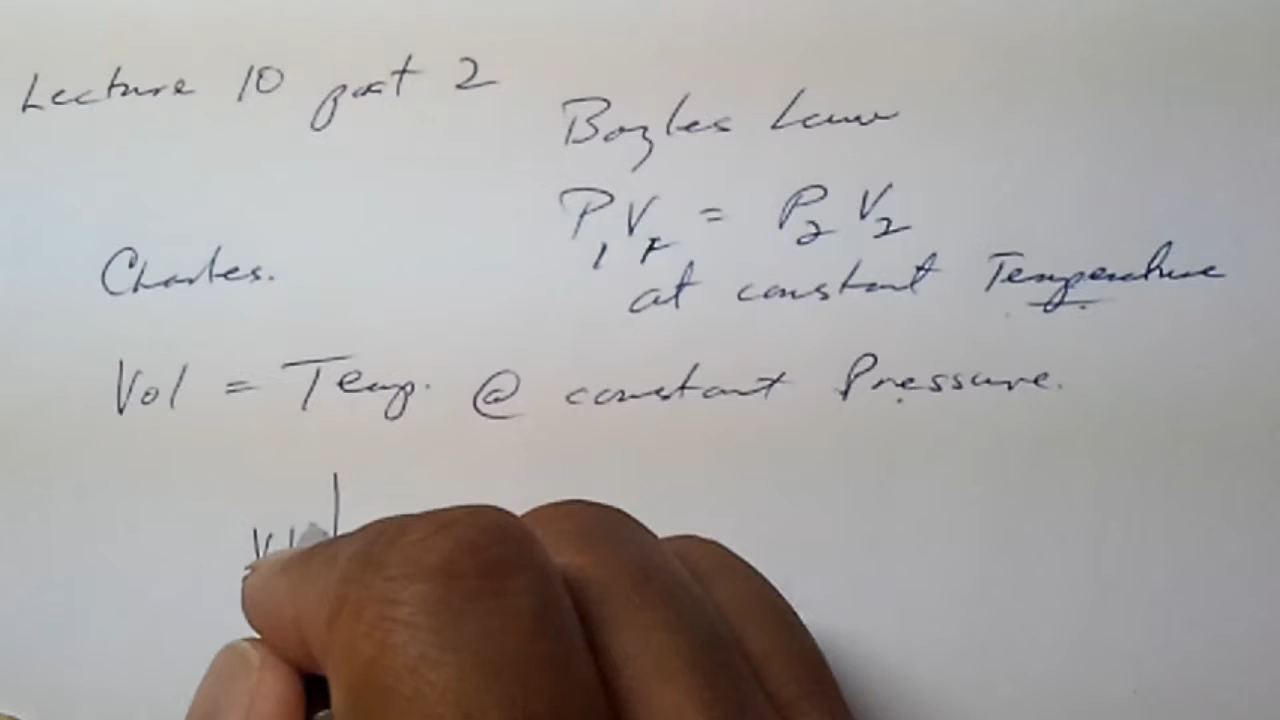 Lecture 10 part 2
Boyles Law
P₁V₁ = P₂V₂
at constant Temperature
Charles.
Vol = Temp. @ constant Pressure.